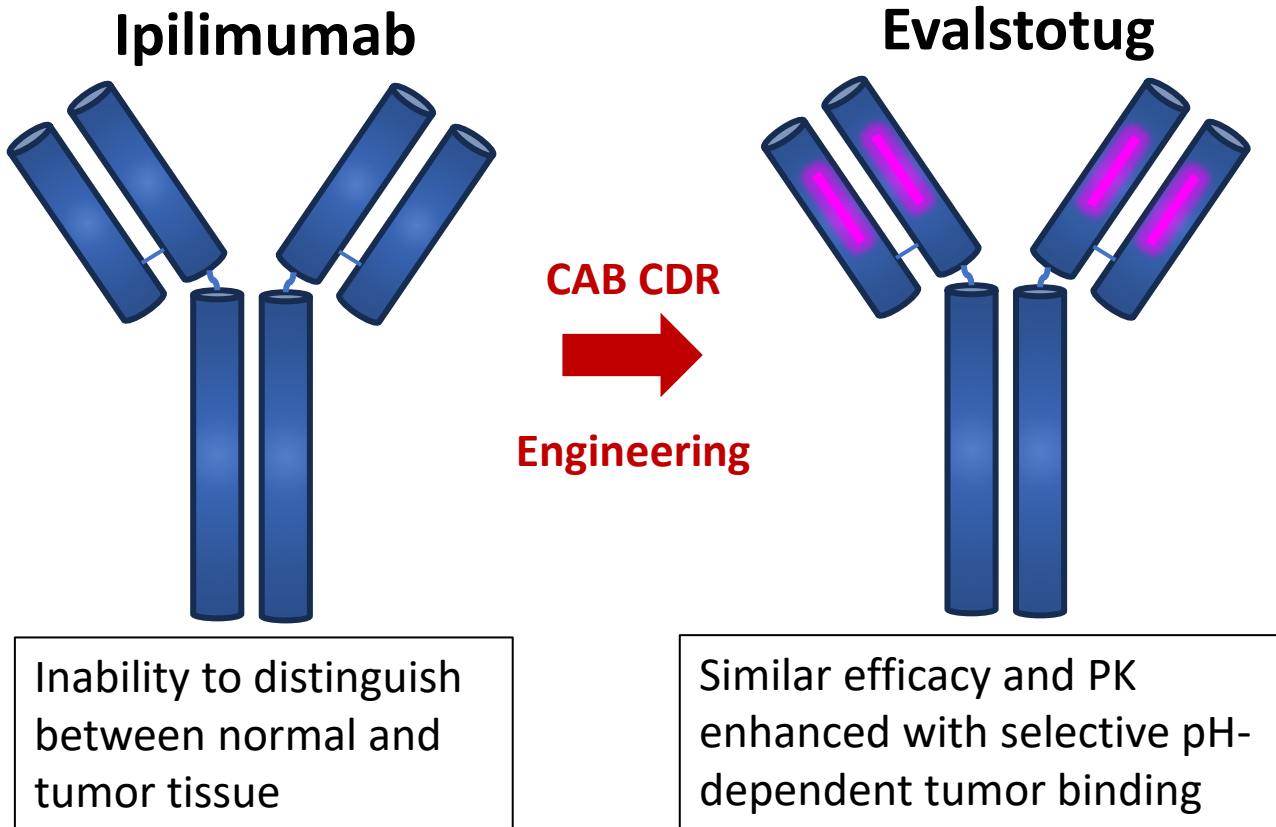 Ipilimumab
Evalstotug
CAB CDR
Engineering
Inability to distinguish
between normal and
tumor tissue
Similar efficacy and PK
enhanced with selective pH-
dependent tumor binding